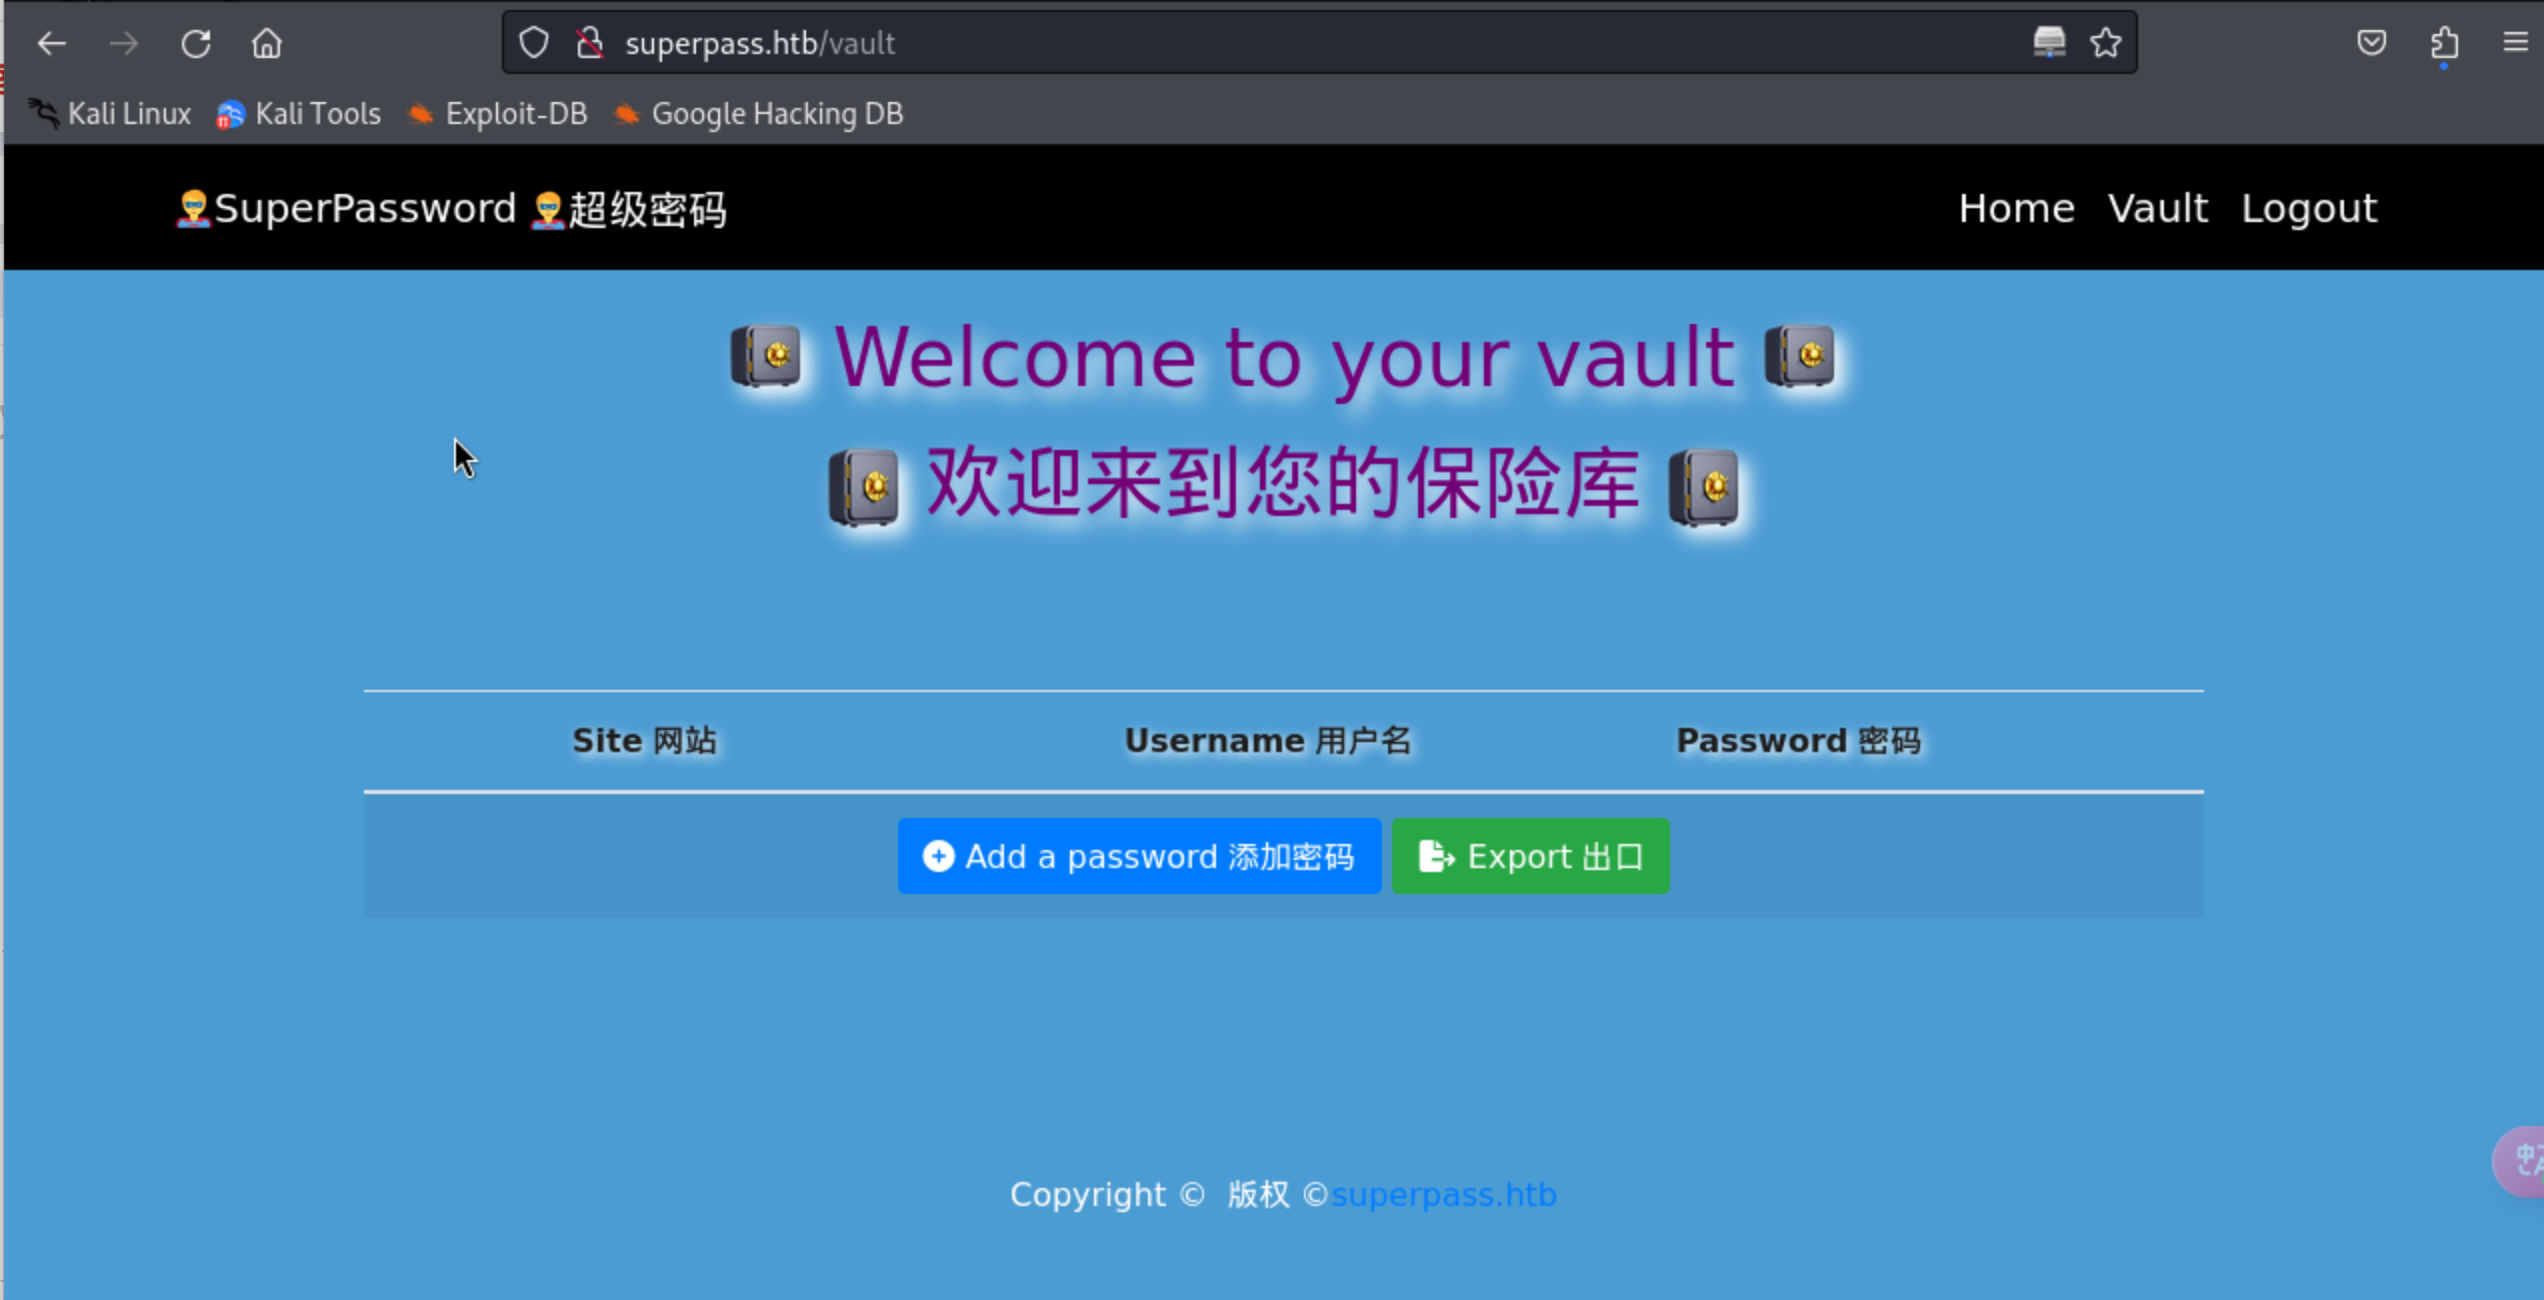 superpass.htb/vault
Kali Linux Kali Tools Exploit-DB Google Hacking DB
SuperPassword 超级密码 Home Vault Logout
Welcome to your vault
欢迎来到您的保险库
Site 网站 Username 用户名 Password 密码
Add a password 添加密码 Export 出口
Copyright © 版权 ©superpass.htb